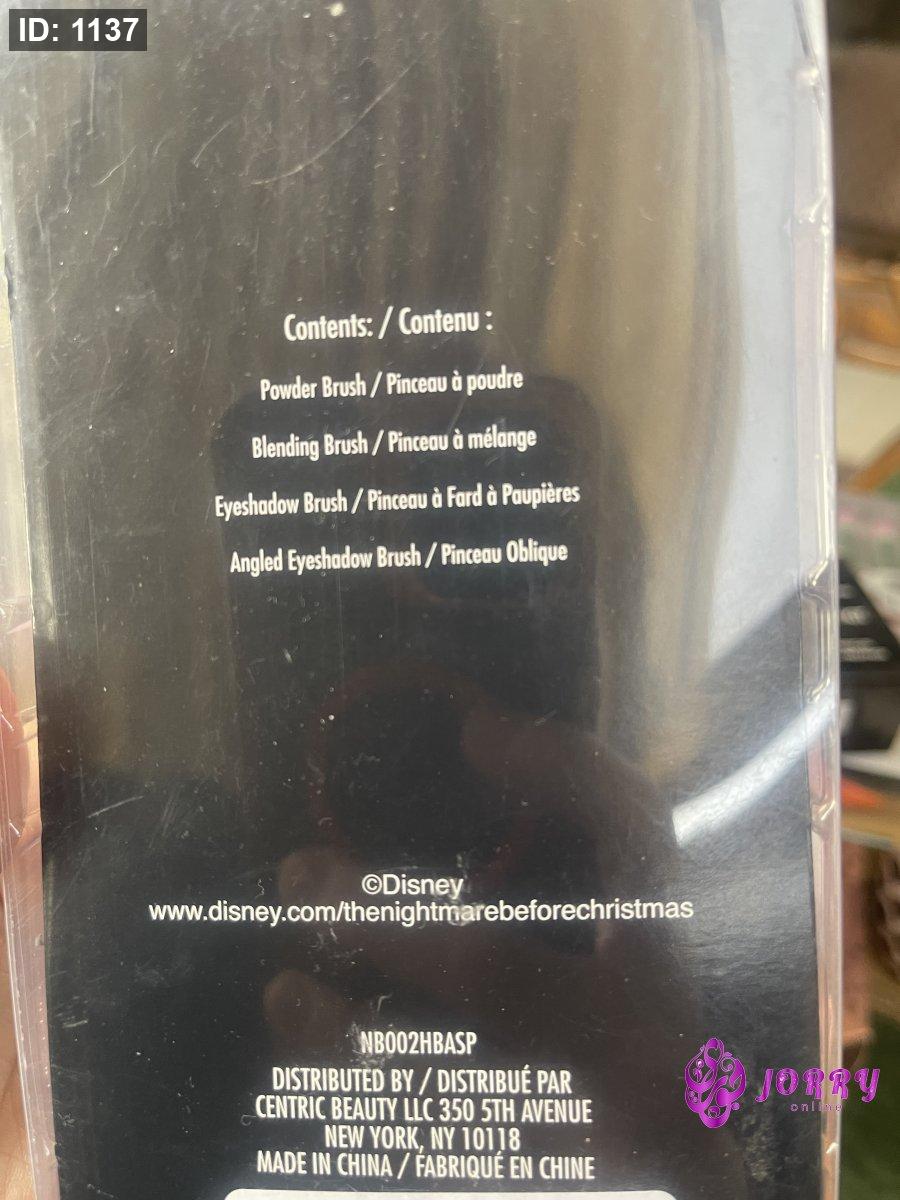 ID: 1137
Contents: / Contenu :
Powder Brush / Pinceau à poudre
Blending Brush / Pinceau à mélange
Eyeshadow Brush / Pinceau à Fard à Paupières
Angled Eyeshadow Brush / Pinceau Oblique
©Disney
www.disney.com/thenightmarebeforechristmas
NB002HBASP
DISTRIBUTED BY / DISTRIBUÉ PAR
CENTRIC BEAUTY LLC 350 5TH AVENUE
NEW YORK, NY 10118
MADE IN CHINA / FABRIQUÉ EN CHINE
JORRY
online